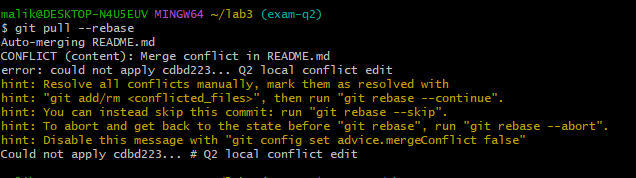 malik@DESKTOP-N4U5EUV MINGW64 ~/lab3 (exam-q2)
$ git pull --rebase
Auto-merging README.md
CONFLICT (content): Merge conflict in README.md
error: could not apply cdbd223... Q2 local conflict edit
hint: Resolve all conflicts manually, mark them as resolved with
hint: "git add/rm <conflicted_files>", then run "git rebase --continue".
hint: You can instead skip this commit: run "git rebase --skip".
hint: To abort and get back to the state before "git rebase", run "git rebase --abort".
hint: Disable this message with "git config set advice.mergeConflict false"
Could not apply cdbd223... # Q2 local conflict edit